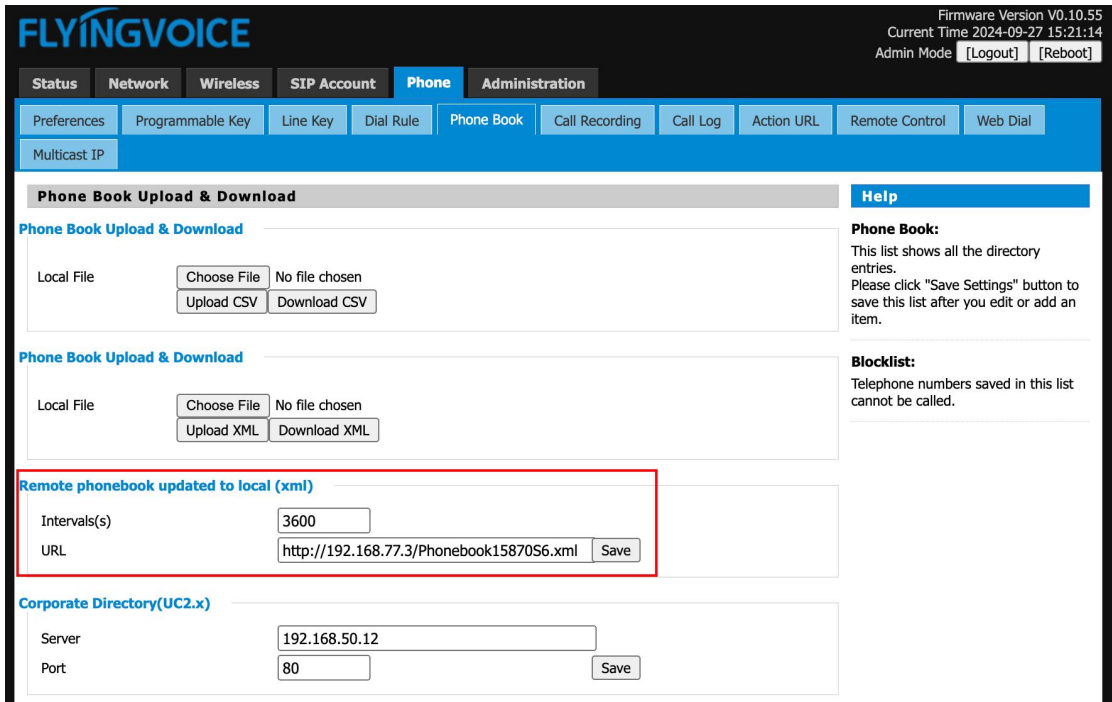 FLYINGVOICE
Firmware Version V0.10.55
Current Time 2024-09-27 15:21:14
Admin Mode [Logout] [Reboot]
Status Network Wireless SIP Account Phone Administration
Preferences Programmable Key Line Key Dial Rule Phone Book Call Recording Call Log Action URL Remote Control Web Dial
Multicast IP
Phone Book Upload & Download
Phone Book Upload & Download
Local File Choose File No file chosen
Upload CSV Download CSV
Phone Book Upload & Download
Local File Choose File No file chosen
Upload XML Download XML
Remote phonebook updated to local (xml)
Intervals(s) 3600
URL http://192.168.77.3/Phonebook15870S6.xml Save
Corporate Directory(UC2.x)
Server 192.168.50.12
Port 80 Save
Help
Phone Book:
This list shows all the directory
entries.
Please click "Save Settings" button to
save this list after you edit or add an
item.
Blocklist:
Telephone numbers saved in this list
cannot be called.